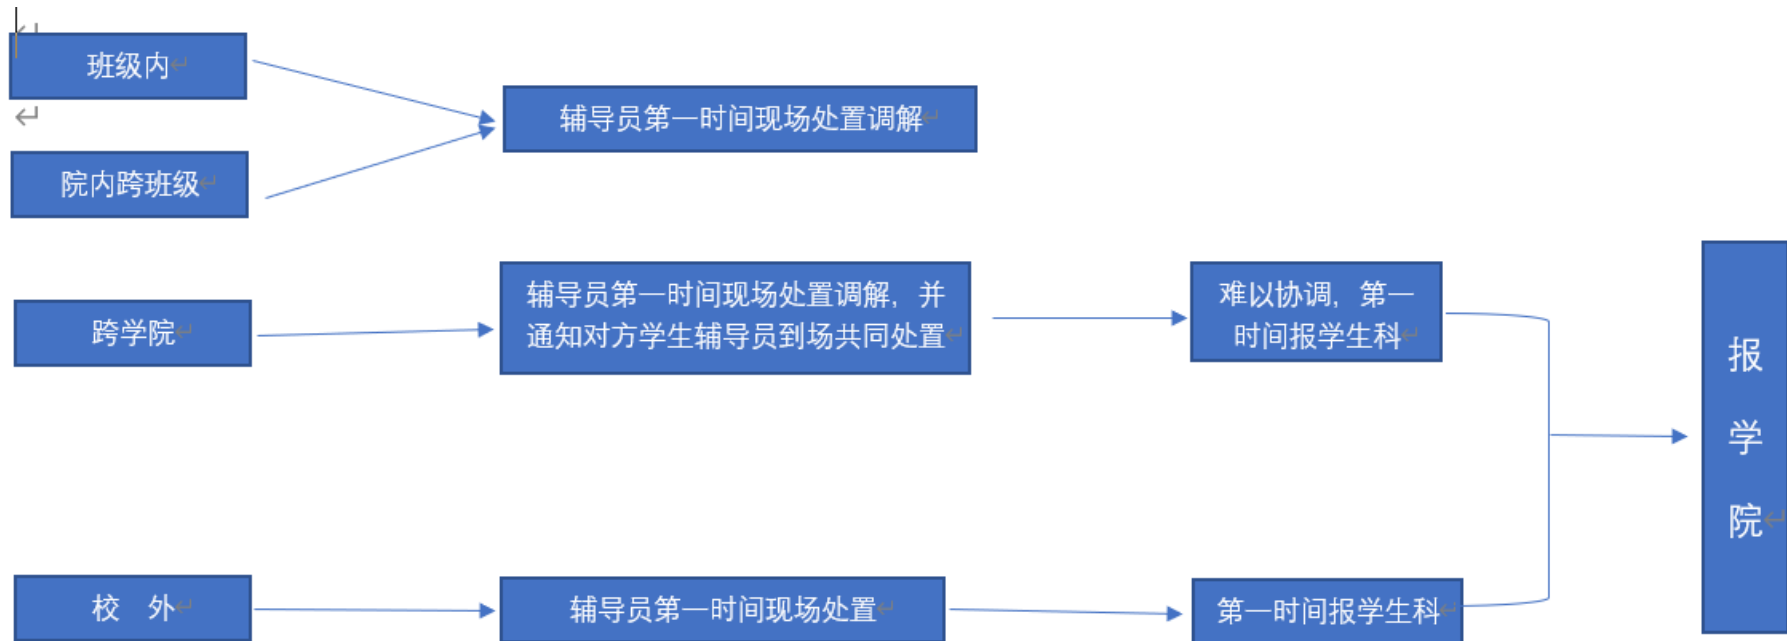 班级内
辅导员第一时间现场处置调解
院内跨班级
跨学院
辅导员第一时间现场处置调解，并
通知对方学生辅导员到场共同处置
难以协调，第一
时间报学生科
报
学
院
校 外
辅导员第一时间现场处置
第一时间报学生科